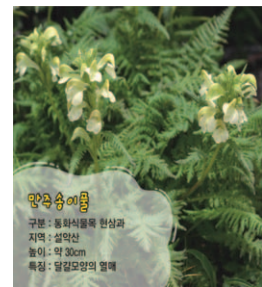 만주송이풀
구분 : 통화식물목 현삼과
지역 : 설악산
높이 : 약 30cm
특징 : 달걀모양의 열매